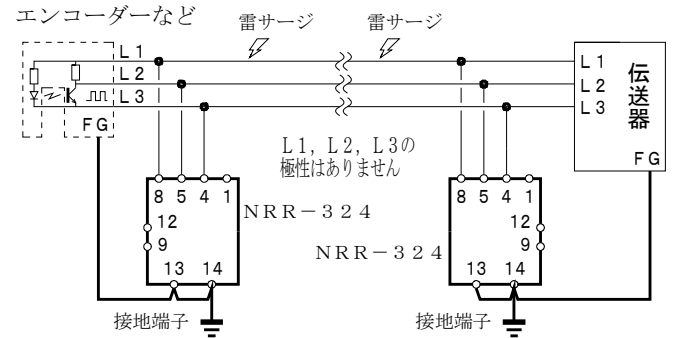 エンコーダーなど
雷サージ
雷サージ
L1
L2
L3
FG
L1
L2
L3
伝送器
FG
L1, L2, L3の
極性はありません
8 5 4 1
12
9
13 14
NRR-324
8 5 4 1
12
9
13 14
NRR-324
接地端子
接地端子